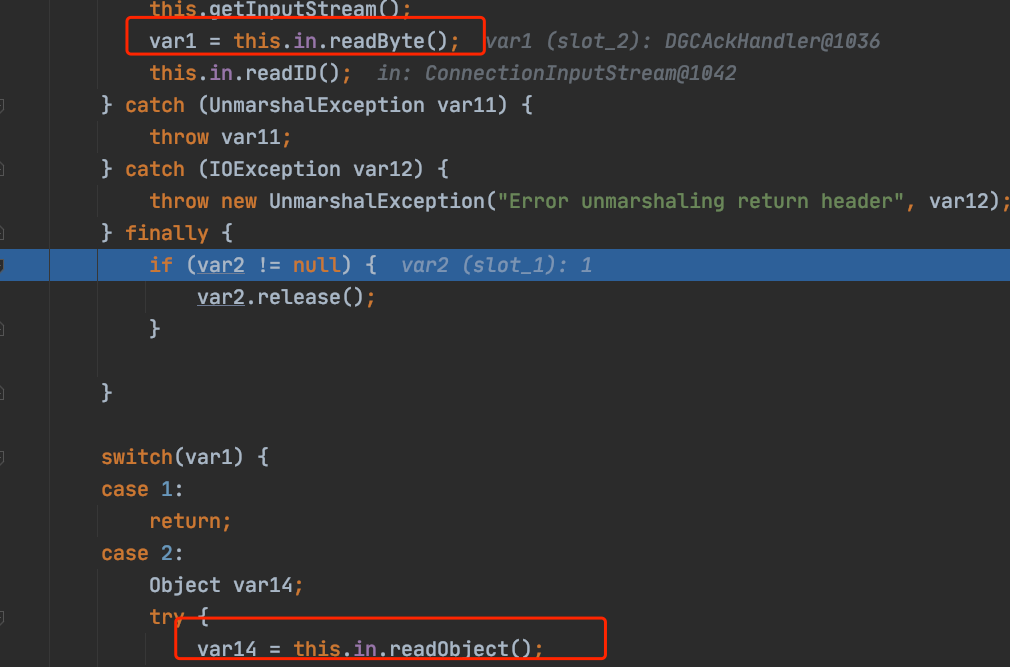 this.getInputStream();
var1 = this.in.readByte(); var1 (slot_2): DGCAckHandler@1036
this.in.readID(); in: ConnectionInputStream@1042
} catch (UnmarshalException var11) {
throw var11;
} catch (IOException var12) {
throw new UnmarshalException("Error unmarshaling return header", var12);
} finally {
if (var2 != null) { var2 (slot_1): 1
var2.release();
}
}
switch(var1) {
case 1:
return;
case 2:
Object var14;
try {
var14 = this.in.readObject();